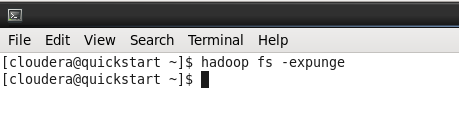 File Edit View Search Terminal Help
[cloudera@quickstart ~]$ hadoop fs -expunge
[cloudera@quickstart ~]$